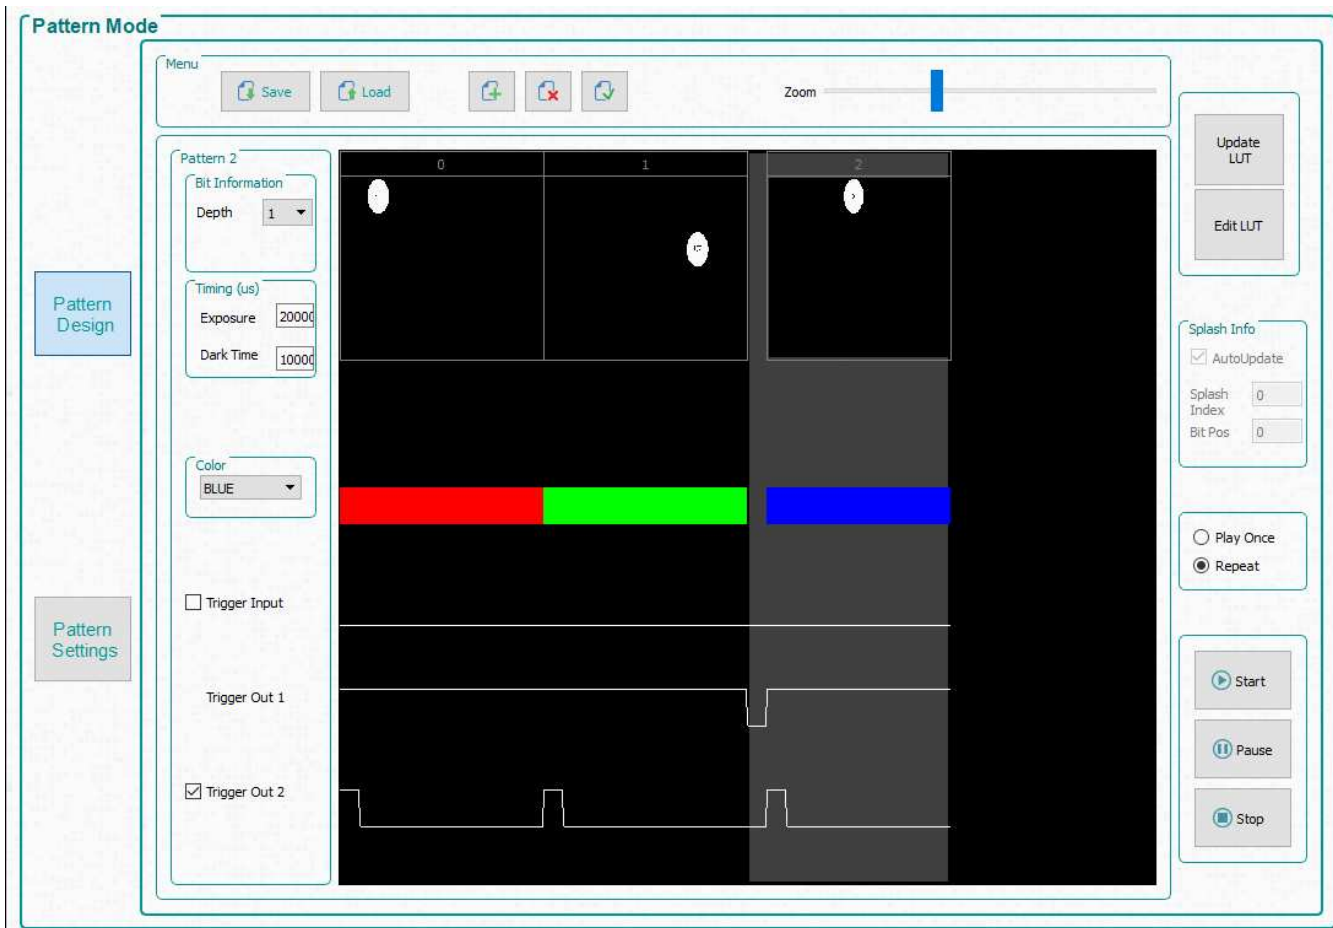 Pattern Mode
Menu
Save
Load
Zoom
Pattern 2
Bit Information
Depth
1
Timing (us)
Exposure
20000
Dark Time
10000
Color
BLUE
Trigger Input
Trigger Out 1
Trigger Out 2
0
1
2
Pattern
Design
Pattern
Settings
Update
LUT
Edit LUT
Splash Info
AutoUpdate
Splash
Index
0
Bit Pos
0
Play Once
Repeat
Start
Pause
Stop